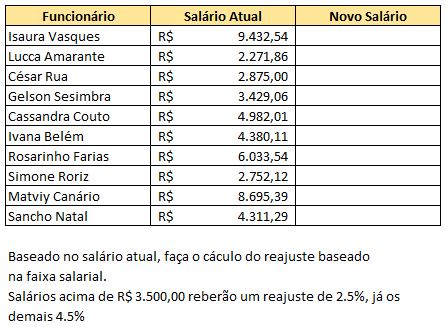 Funcionário Salário Atual Novo Salário
Isaura Vasques R$ 9.432,54
Lucca Amarante R$ 2.271,86
César Rua R$ 2.875,00
Gelson Sesimbra R$ 3.429,06
Cassandra Couto R$ 4.982,01
Ivana Belém R$ 4.380,11
Rosarinho Farias R$ 6.033,54
Simone Roriz R$ 2.752,12
Matviy Canário R$ 8.695,39
Sancho Natal R$ 4.311,29
Baseado no salário atual, faça o cáculo do reajuste baseado
na faixa salarial.
Salários acima de R$ 3.500,00 reberão um reajuste de 2.5%, já os
demais 4.5%